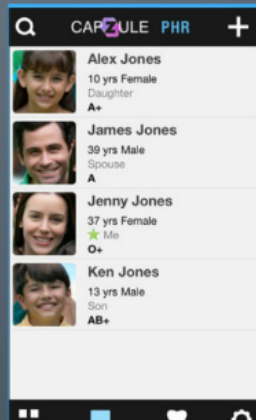 CAPZULE PHR
Alex Jones
10 yrs Female
Daughter
A+
James Jones
39 yrs Male
Spouse
A
Jenny Jones
37 yrs Female
Me
O+
Ken Jones
13 yrs Male
Son
AB+